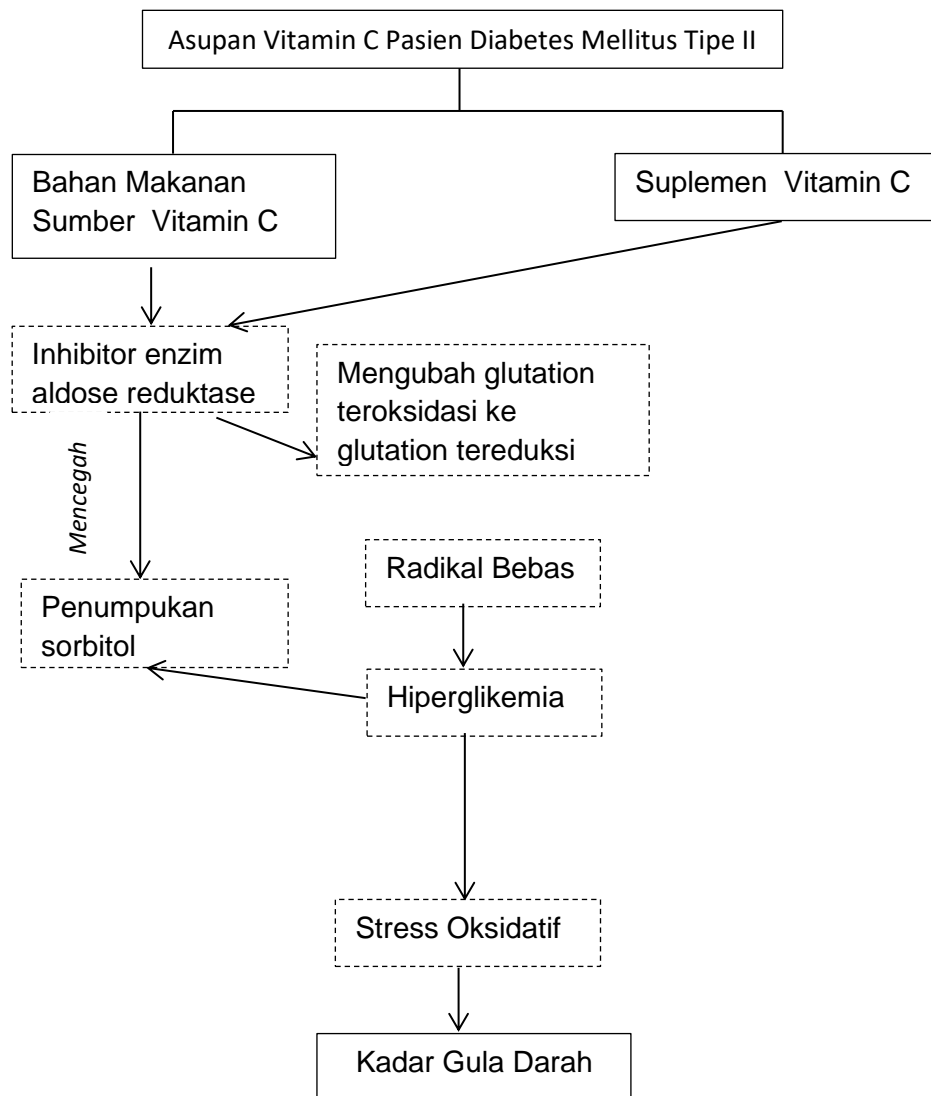 Asupan Vitamin C Pasien Diabetes Mellitus Tipe II
Bahan Makanan
Sumber Vitamin C
Suplemen Vitamin C
Inhibitor enzim
aldose reduktase
Mengubah glutation
teroksidasi ke
glutation tereduksi
Mencegah
Radikal Bebas
Penumpukan
sorbitol
Hiperglikemia
Stress Oksidatif
Kadar Gula Darah